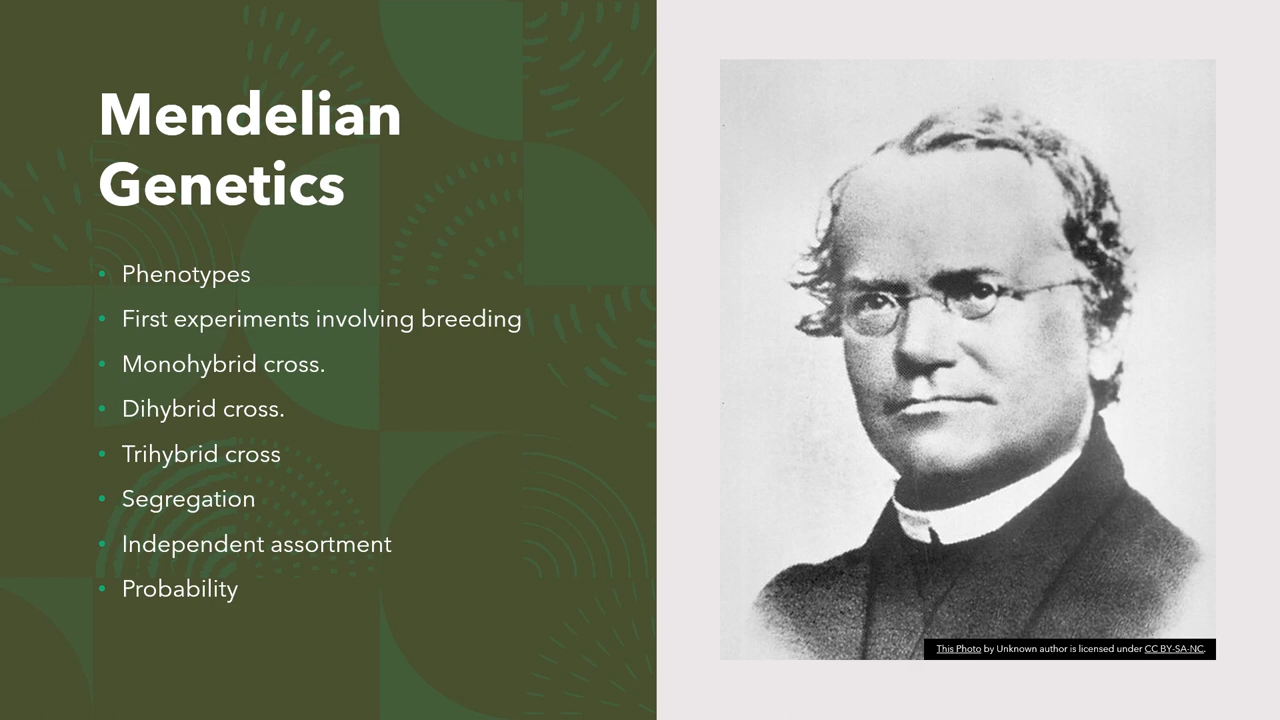 Mendelian
Genetics
• Phenotypes
• First experiments involving breeding
• Monohybrid cross.
• Dihybrid cross.
• Trihybrid cross
• Segregation
• Independent assortment
• Probability
This Photo by Unknown author is licensed under CC BY-SA-NC.